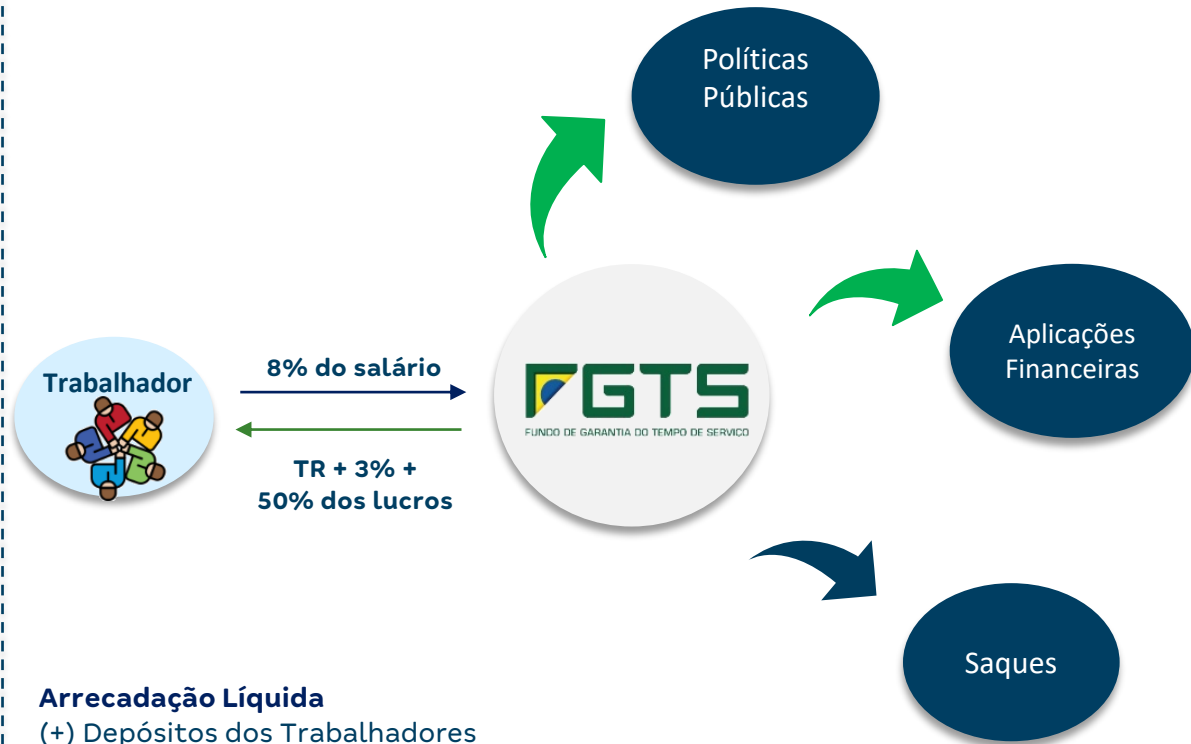 Políticas
Públicas
Aplicações
Financeiras
Trabalhador
8% do salário
TR + 3% +
50% dos lucros
FGTS
FUNDO DE GARANTIA DO TEMPO DE SERVIÇO
Saques
Arrecadação Líquida
(+) Depósitos dos Trabalhadores